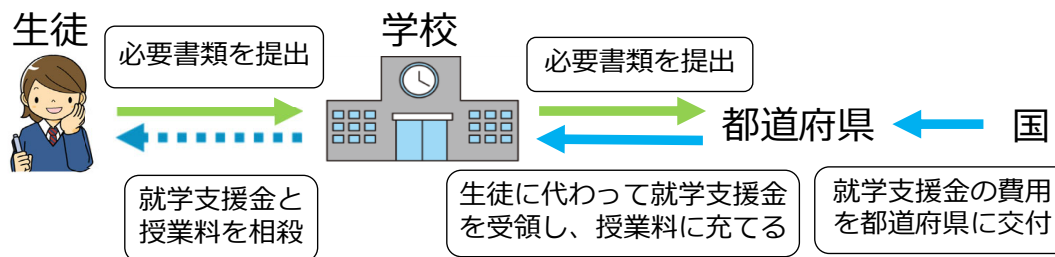 生徒
必要書類を提出
学校
必要書類を提出
都道府県
国
就学支援金と
授業料を相殺
生徒に代わって就学支援金
を受領し、授業料に充てる
就学支援金の費用
を都道府県に交付